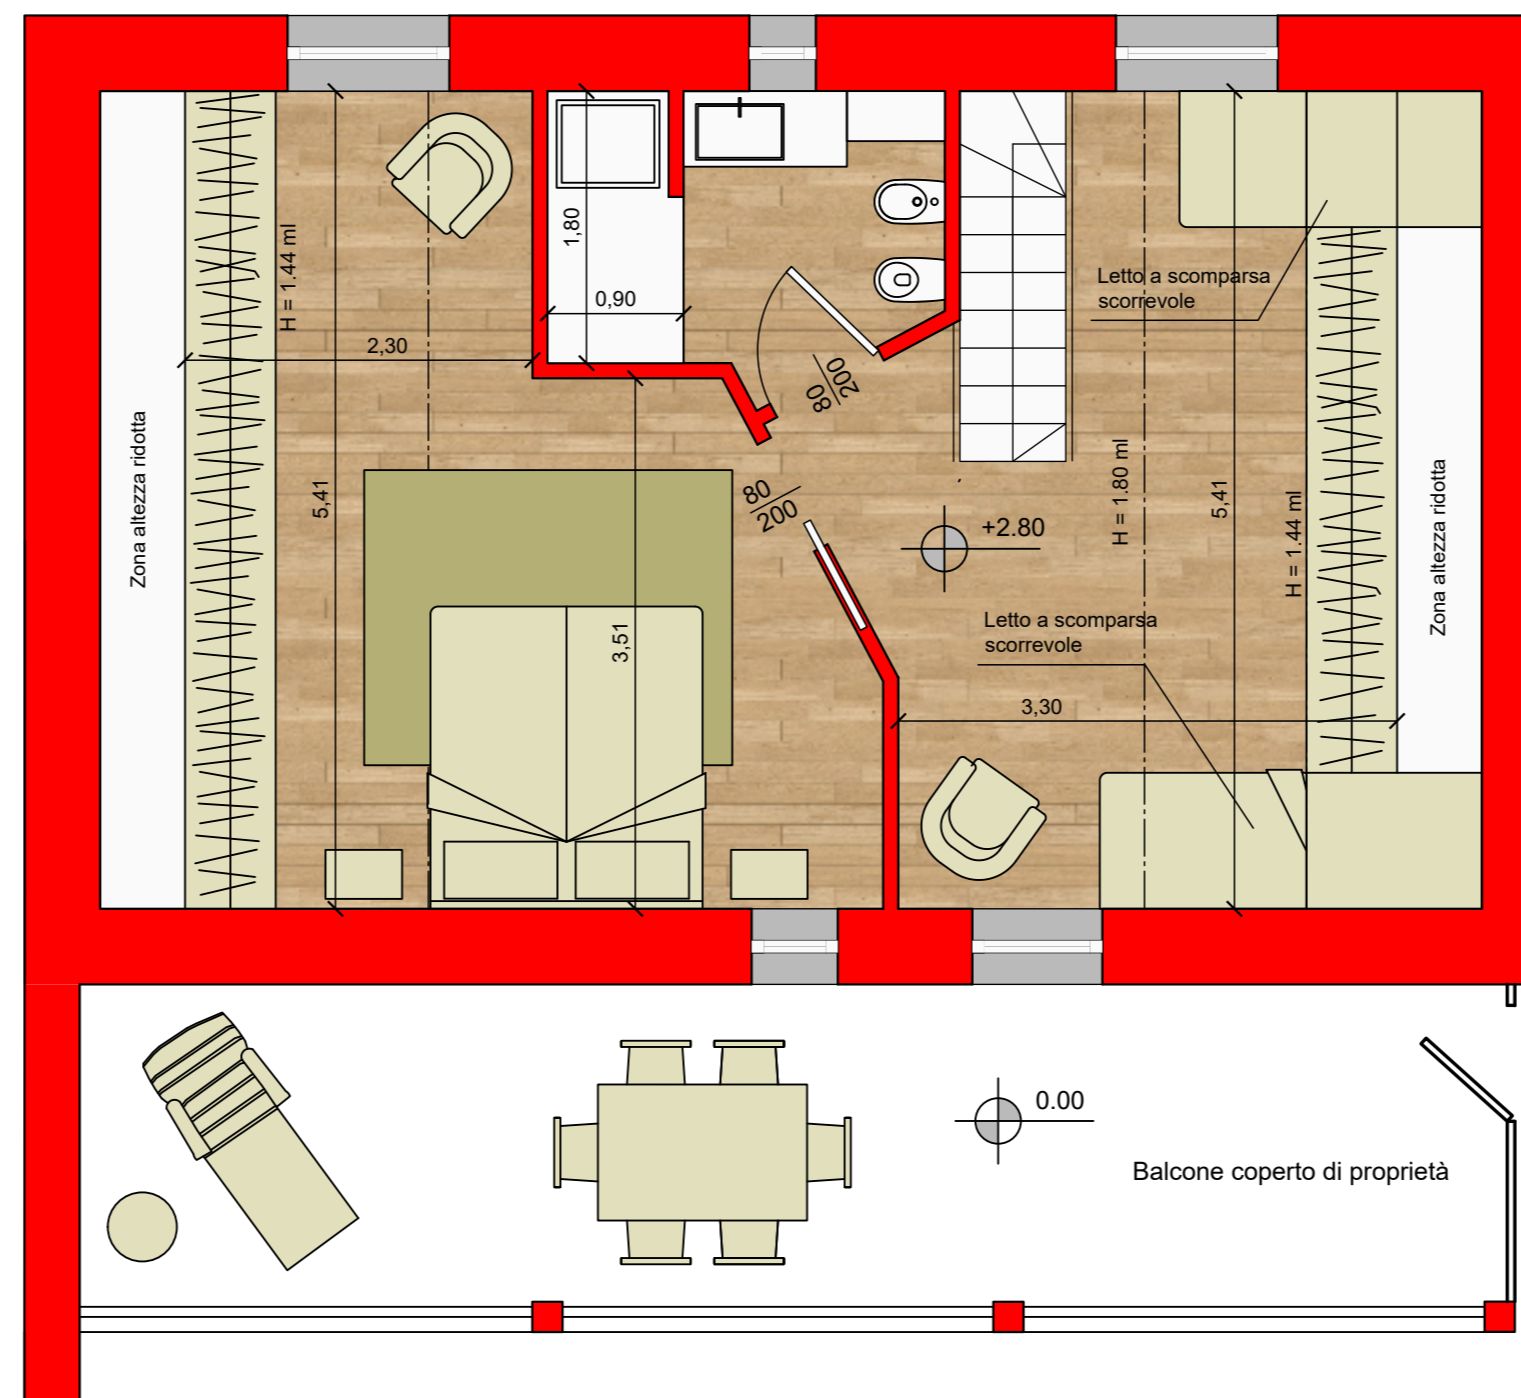 H = 1.44 ml
2,30
5,41
Zona altezza ridotta
1,80
0,90
80
200
80
200
3,51
+2.80
Letto a scomparsa
scorrevole
H = 1.80 ml
5,41
H = 1.44 ml
Zona altezza ridotta
Letto a scomparsa
scorrevole
3,30
0.00
Balcone coperto di proprietà